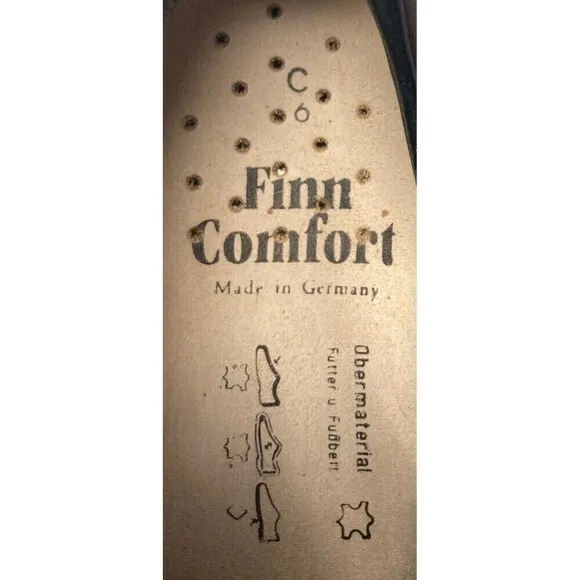 C
6
Finn
Comfort
Made in Germany
Obermaterial
Futter u Fußbett